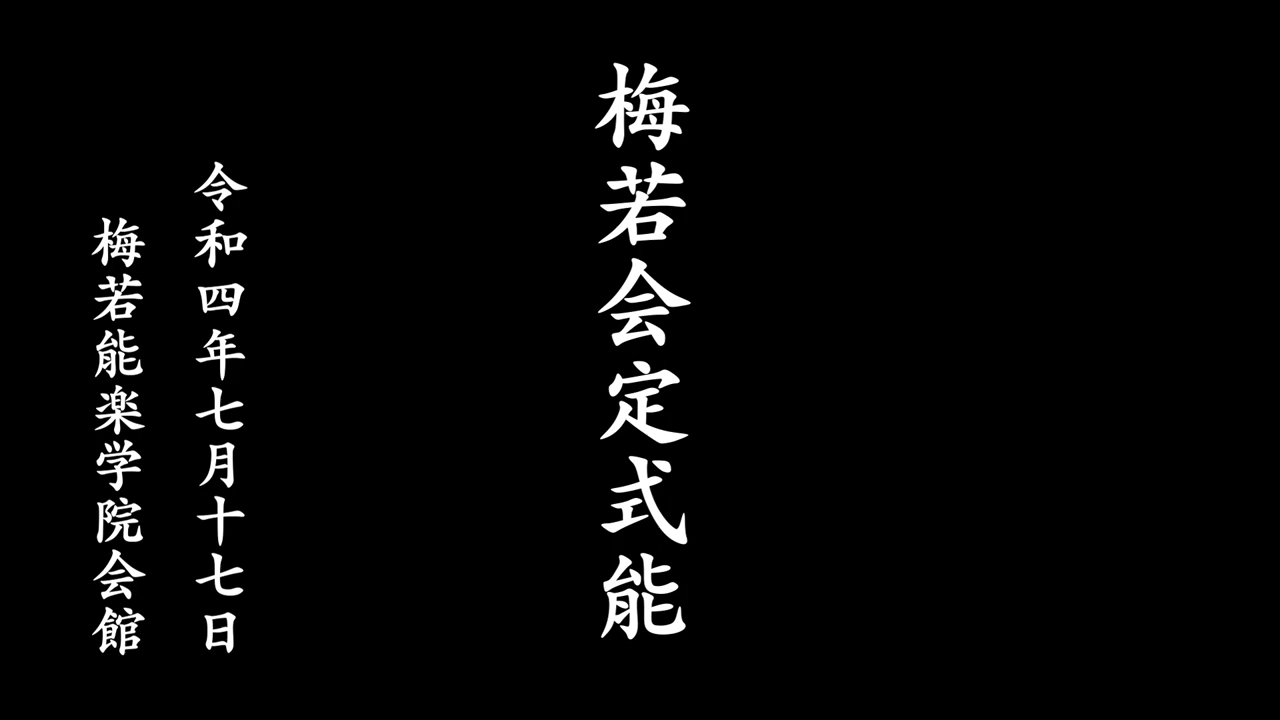 梅若会定式能
令和四年七月十七日
梅若能楽学院会館